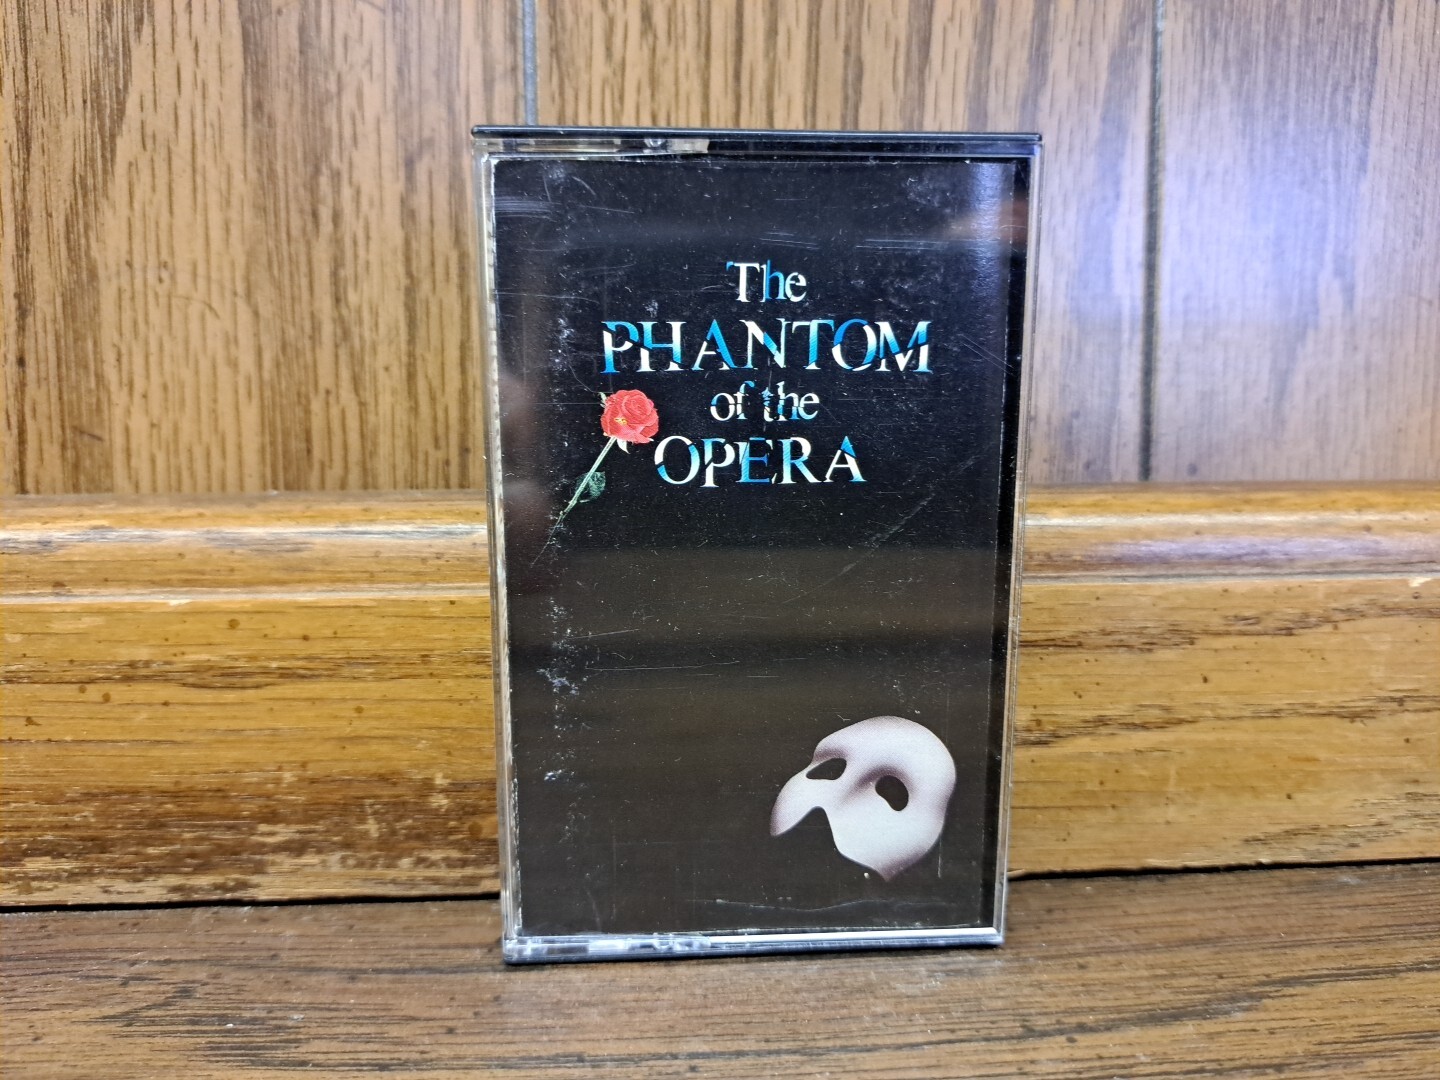 The
PHANTOM
of the
OPERA